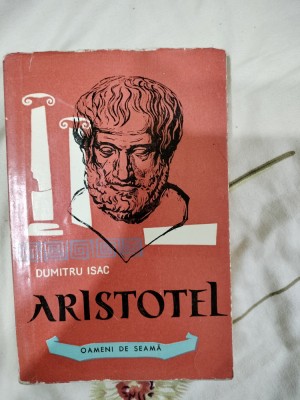 DUMITRU ISAC
ARISTOTEL
OAMENI DE SEAMĂ